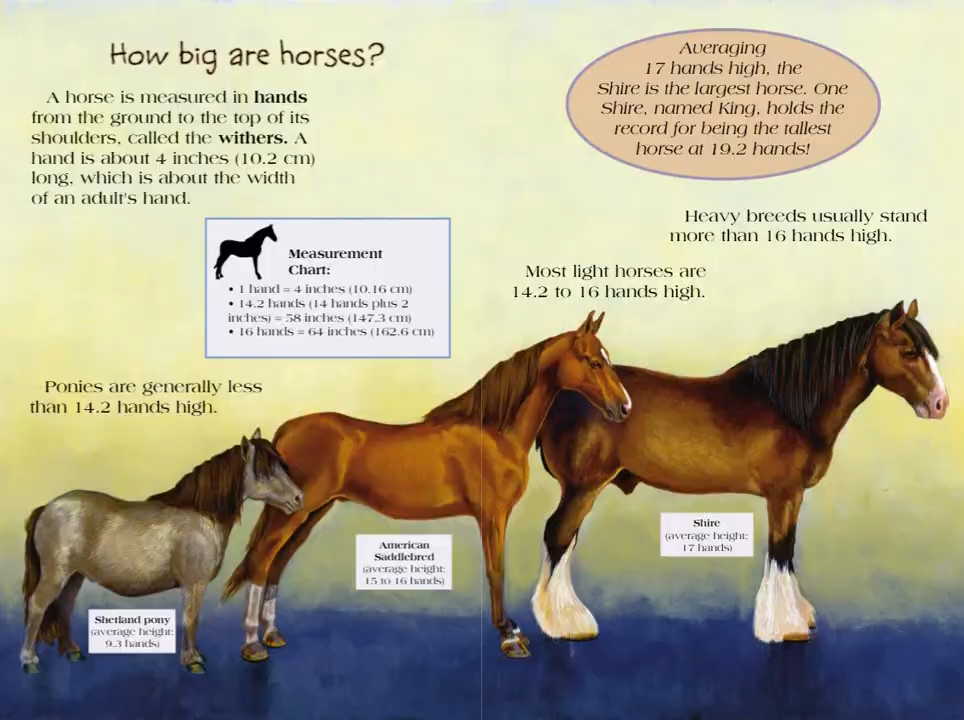 How big are horses?
A horse is measured in hands
from the ground to the top of its
shoulders, called the withers. A
hand is about 4 inches (10.2 cm)
long, which is about the width
of an adult's hand.
Measurement
Chart:
• 1 hand = 4 inches (10.16 cm)
• 14.2 hands (14 hands plus 2
inches) = 58 inches (147.3 cm)
• 16 hands = 64 inches (162.6 cm)
Ponies are generally less
than 14.2 hands high.
Shetland pony
(average height:
9.3 hands)
American
Saddlebred
(average height:
15 to 16 hands)
Averaging
17 hands high, the
Shire is the largest horse. One
Shire, named King, holds the
record for being the tallest
horse at 19.2 hands!
Heavy breeds usually stand
more than 16 hands high.
Most light horses are
14.2 to 16 hands high.
Shire
(average height:
17 hands)